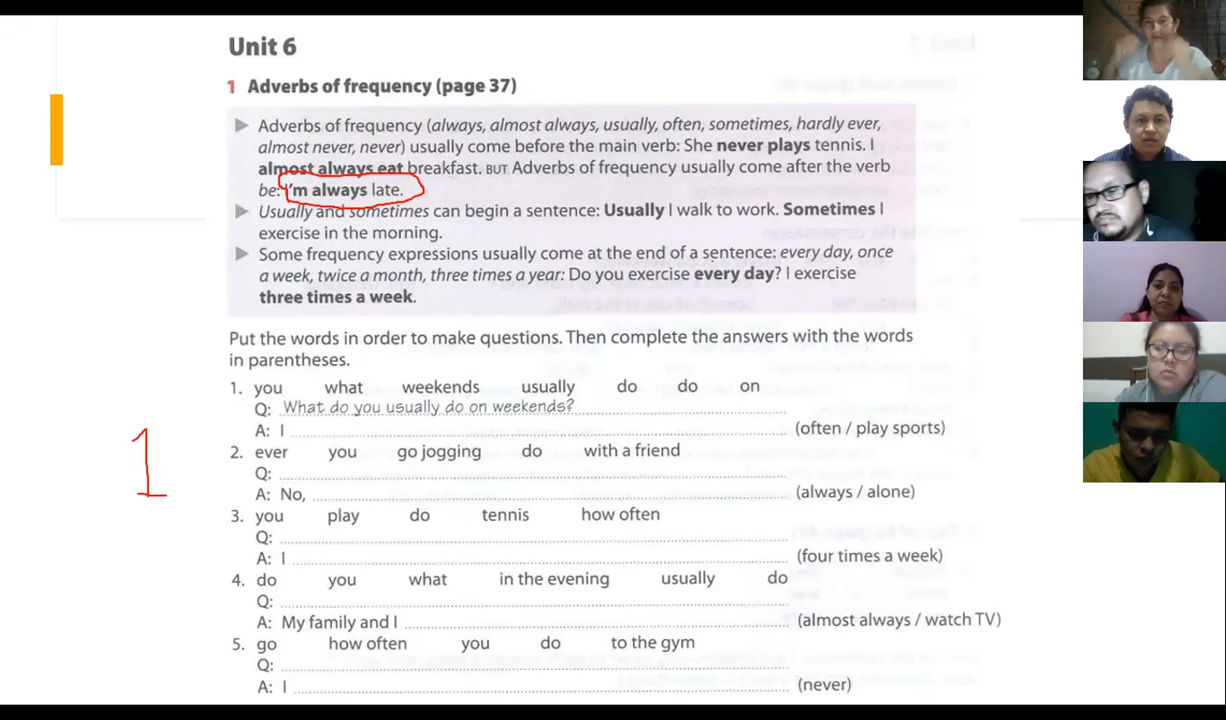 Unit 6
1 Adverbs of frequency (page 37)
▶ Adverbs of frequency (always, almost always, usually, often, sometimes, hardly ever,
almost never, never) usually come before the main verb: She never plays tennis. I
almost always eat breakfast. BUT Adverbs of frequency usually come after the verb
be: I'm always late.
▶ Usually and sometimes can begin a sentence: Usually I walk to work. Sometimes I
exercise in the morning.
▶ Some frequency expressions usually come at the end of a sentence: every day, once
a week, twice a month, three times a year: Do you exercise every day? I exercise
three times a week.
Put the words in order to make questions. Then complete the answers with the words
in parentheses.
1. you what weekends usually do do on
Q: What do you usually do on weekends?
A: I (often / play sports)
2. ever you go jogging do with a friend
Q:
A: No, (always / alone)
1
3. you play do tennis how often
Q:
A: I (four times a week)
4. do you what in the evening usually do
Q:
A: My family and I (almost always / watch TV)
5. go how often you do to the gym
Q:
A: I (never)